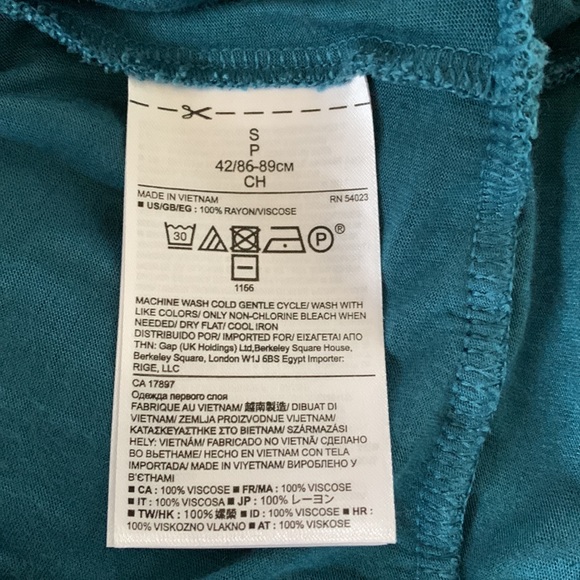 S
P
42/86-89CM
CH
MADE IN VIETNAM RN 54023
■ US/GB/EG : 100% RAYON/VISCOSE
30 P ®
1156
MACHINE WASH COLD GENTLE CYCLE/ WASH WITH
LIKE COLORS/ ONLY NON-CHLORINE BLEACH WHEN
NEEDED/ DRY FLAT/ COOL IRON
DISTRIBUIDO POR/ IMPORTED FOR/ ΕΙΣΑΓΕΤΑΙ ΑΠΟ
ΤΗΝ: Gap (UK Holdings) Ltd,Berkeley Square House,
Berkeley Square, London W1J 6BS Egypt Importer:
RIGE, LLC
CA 17897
Одежда первого слоя
FABRIQUE AU VIETNAM/ 越南製造/ DIBUAT DI
VIETNAM/ ZEMLJA PROIZVODNJE VIJETNAM/
ΚΑΤΑΣΚΕΥΑΣΤΗΚΕ ΣΤΟ ΒΙΕΤΝΑΜ/ SZÁRMAZÁSI
HELY: VIETNÁM/ FABRICADO NO VIETNÃ/ СДЕЛАНО
ВО ВЬЕТНАМЕ/ HECHO EN VIETNAM CON TELA
IMPORTADA/ MADE IN VIYETNAM/ ВИРОБЛЕНО У
В'ЄТНАМІ
■ CA : 100% VISCOSE ■ FR/MA : 100% VISCOSE
■ IT : 100% VISCOSA ■ JP : 100% レーヨン
■ TW/HK : 100% 嫘縈 ■ ID : 100% VISCOSE ■ HR :
100% VISKOZNO VLAKNO ■ AT : 100% VISKOSE